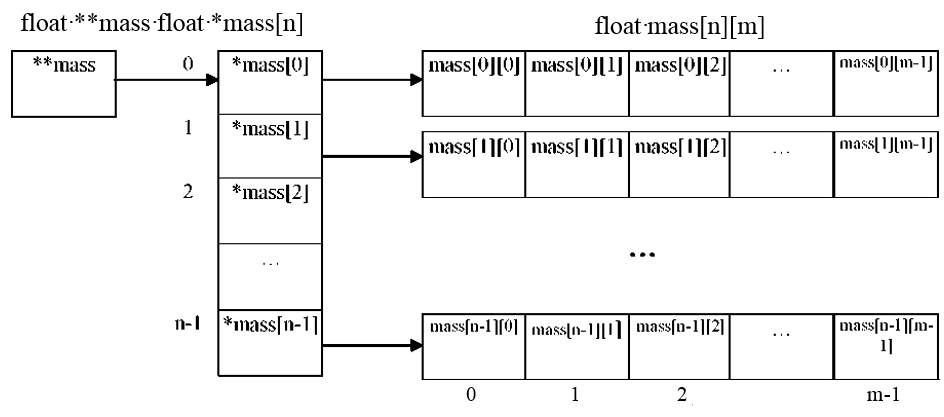 float·**mass·float·*mass[n]
float·mass[n][m]
**mass
0
*mass[0]
mass[0][0]
mass[0][1]
mass[0][2]
...
mass[0][m-1]
1
*mass[1]
mass[1][0]
mass[1][1]
mass[1][2]
...
mass[1][m-1]
2
*mass[2]
...
...
n-1
*mass[n-1]
mass[n-1][0]
mass[n-1][1]
mass[n-1][2]
...
mass[n-1][m-
1]
0
1
2
m-1